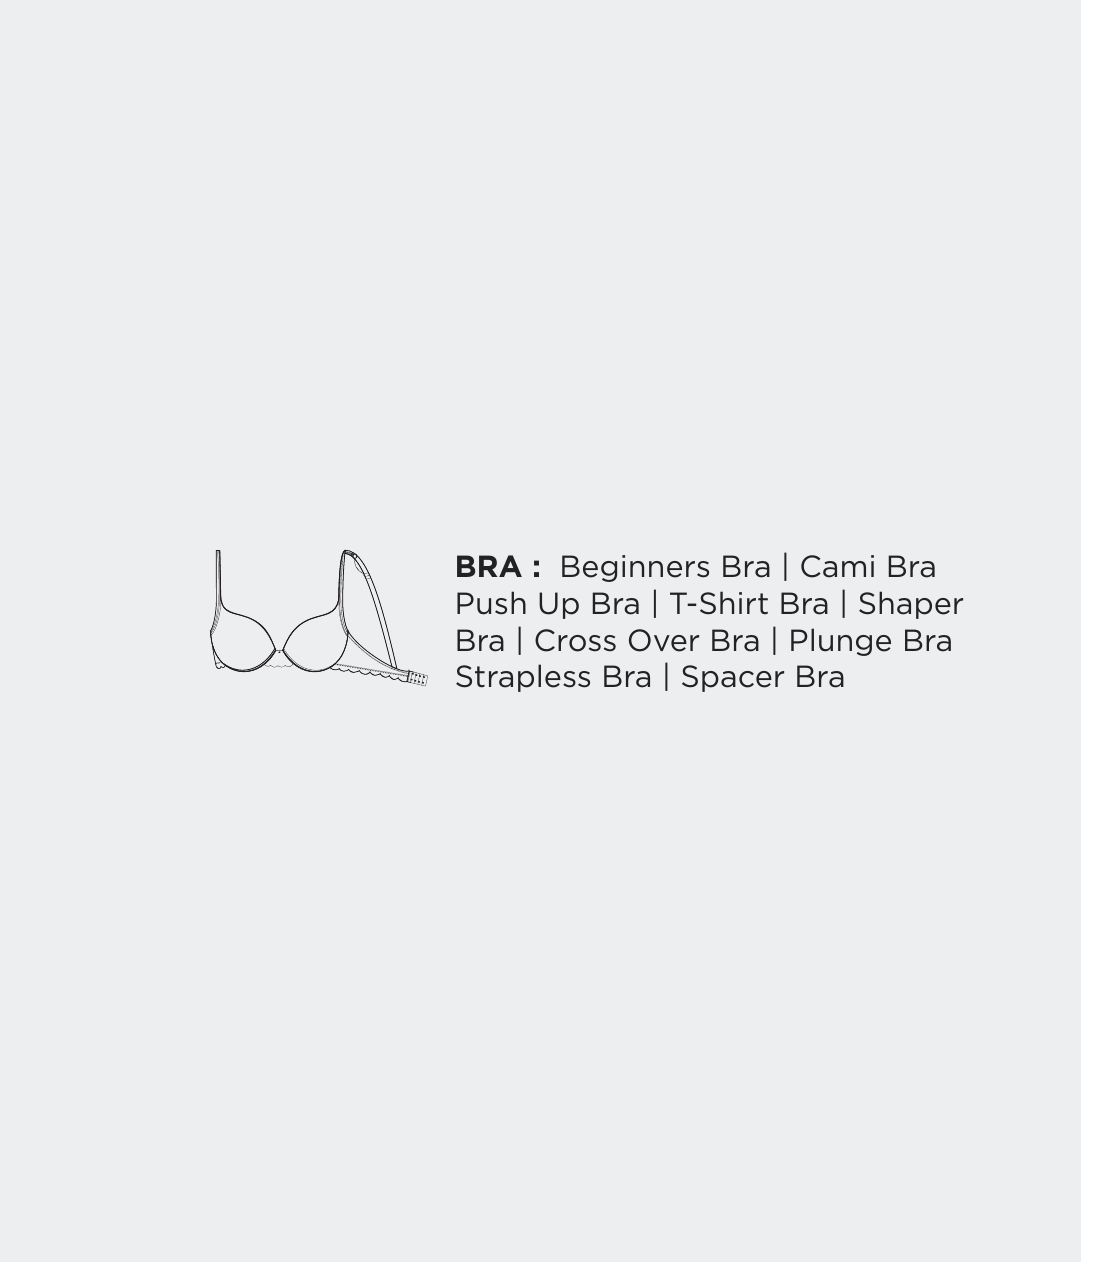 BRA :  Beginners Bra | Cami Bra
Push Up Bra | T-Shirt Bra | Shaper
Bra | Cross Over Bra | Plunge Bra
Strapless Bra | Spacer Bra